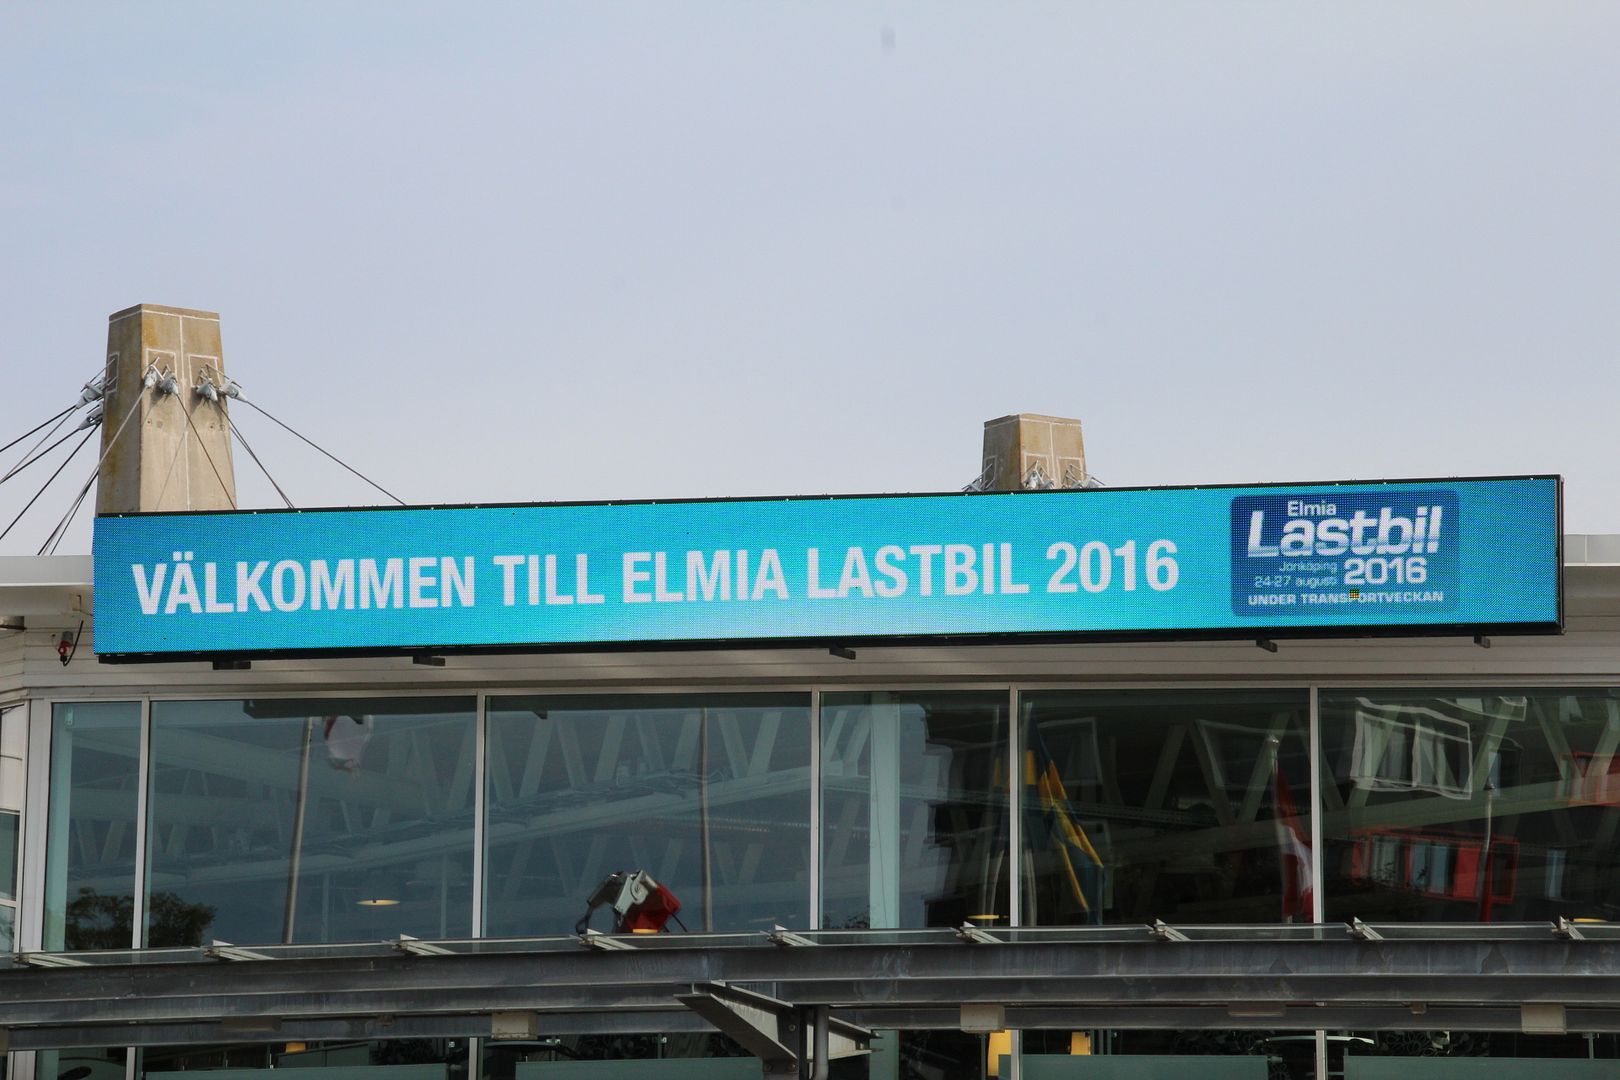 VÄLKOMMEN TILL ELMIA LASTBIL 2016
Elmia
Lastbil
Jönköping
24-27 augusti 2016
UNDER TRANSPORTVECKAN